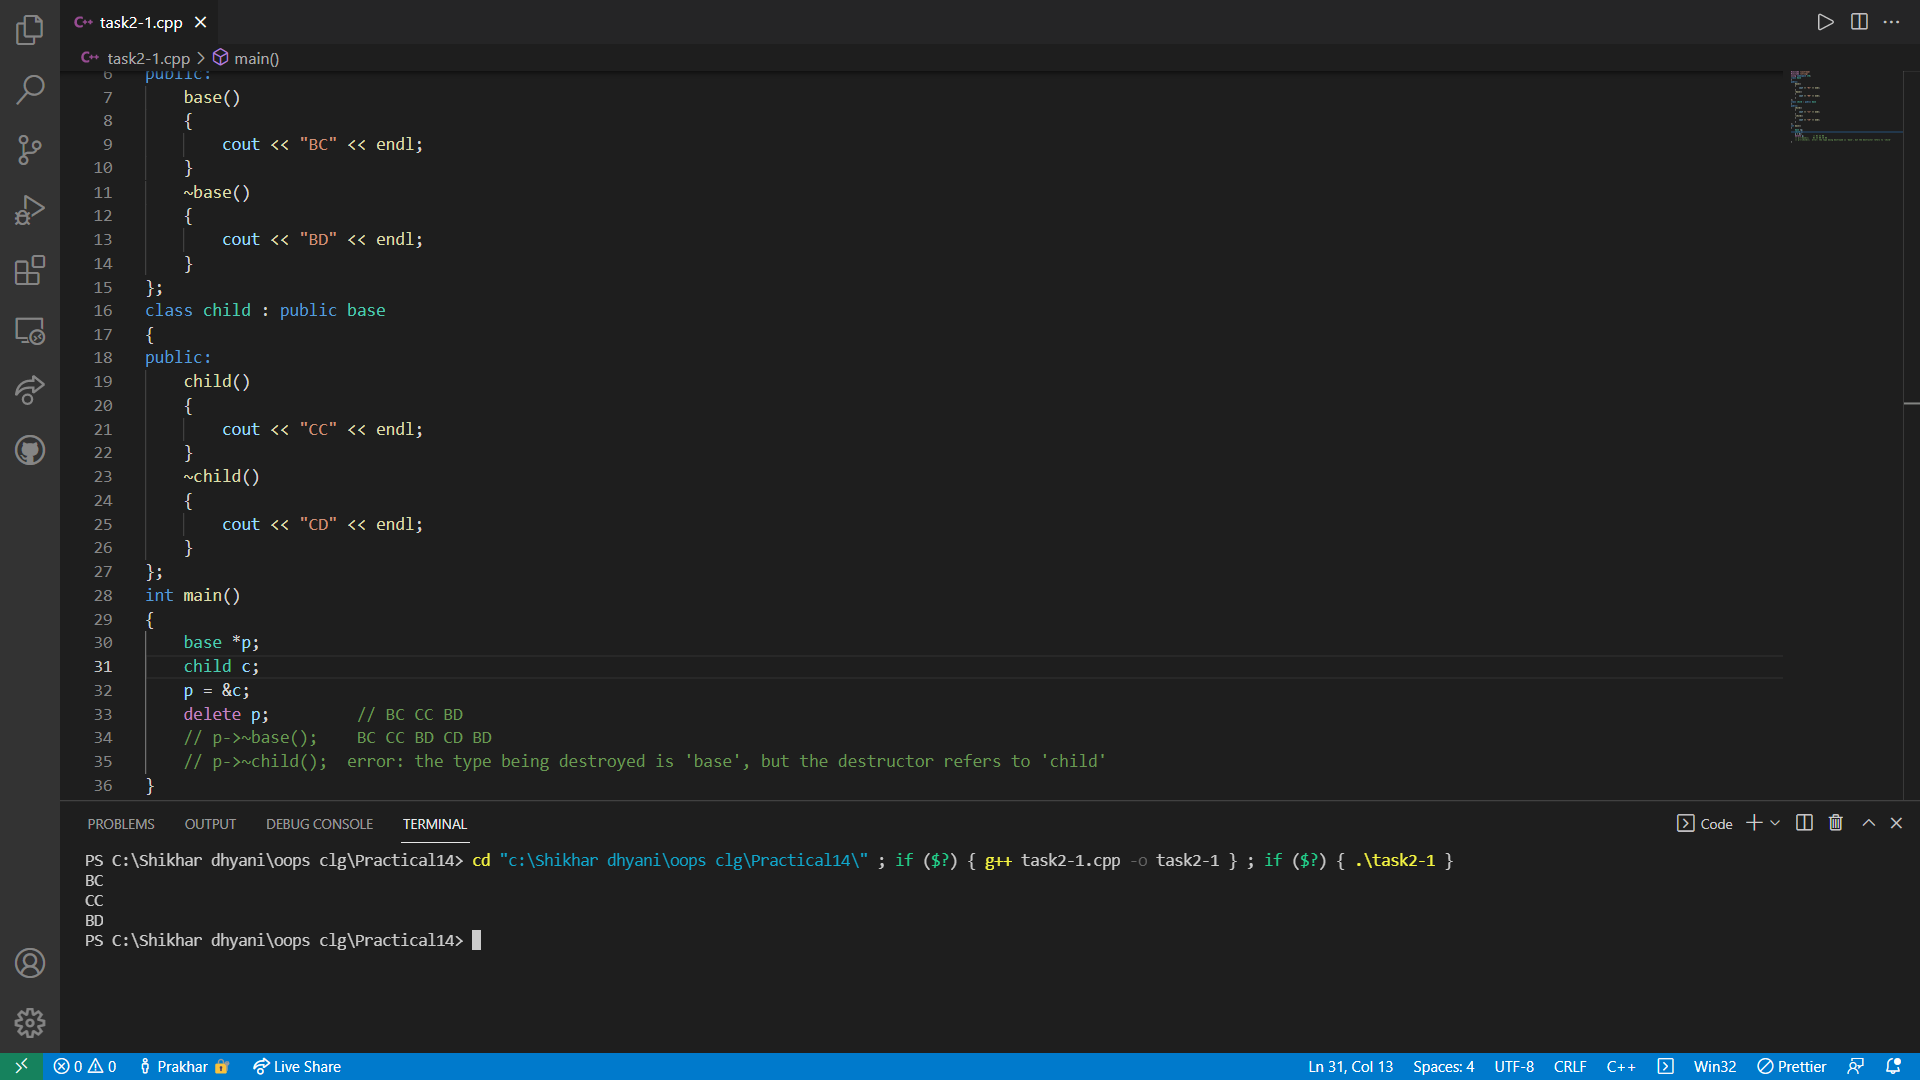 C++ task2-1.cpp
C++ task2-1.cpp > main()
6 public:
7 base()
8 {
9 cout << "BC" << endl;
10 }
11 ~base()
12 {
13 cout << "BD" << endl;
14 }
15 };
16 class child : public base
17 {
18 public:
19 child()
20 {
21 cout << "CC" << endl;
22 }
23 ~child()
24 {
25 cout << "CD" << endl;
26 }
27 };
28 int main()
29 {
30 base *p;
31 child c;
32 p = &c;
33 delete p; // BC CC BD
34 // p->~base(); BC CC BD CD BD
35 // p->~child(); error: the type being destroyed is 'base', but the destructor refers to 'child'
36 }
PROBLEMS OUTPUT DEBUG CONSOLE TERMINAL Code
PS C:\Shikhar dhyani\oops clg\Practical14> cd "c:\Shikhar dhyani\oops clg\Practical14\" ; if ($?) { g++ task2-1.cpp -o task2-1 } ; if ($?) { .\task2-1 }
BC
CC
BD
PS C:\Shikhar dhyani\oops clg\Practical14>
0 0 Prakhar Live Share Ln 31, Col 13 Spaces: 4 UTF-8 CRLF C++ Win32 Prettier